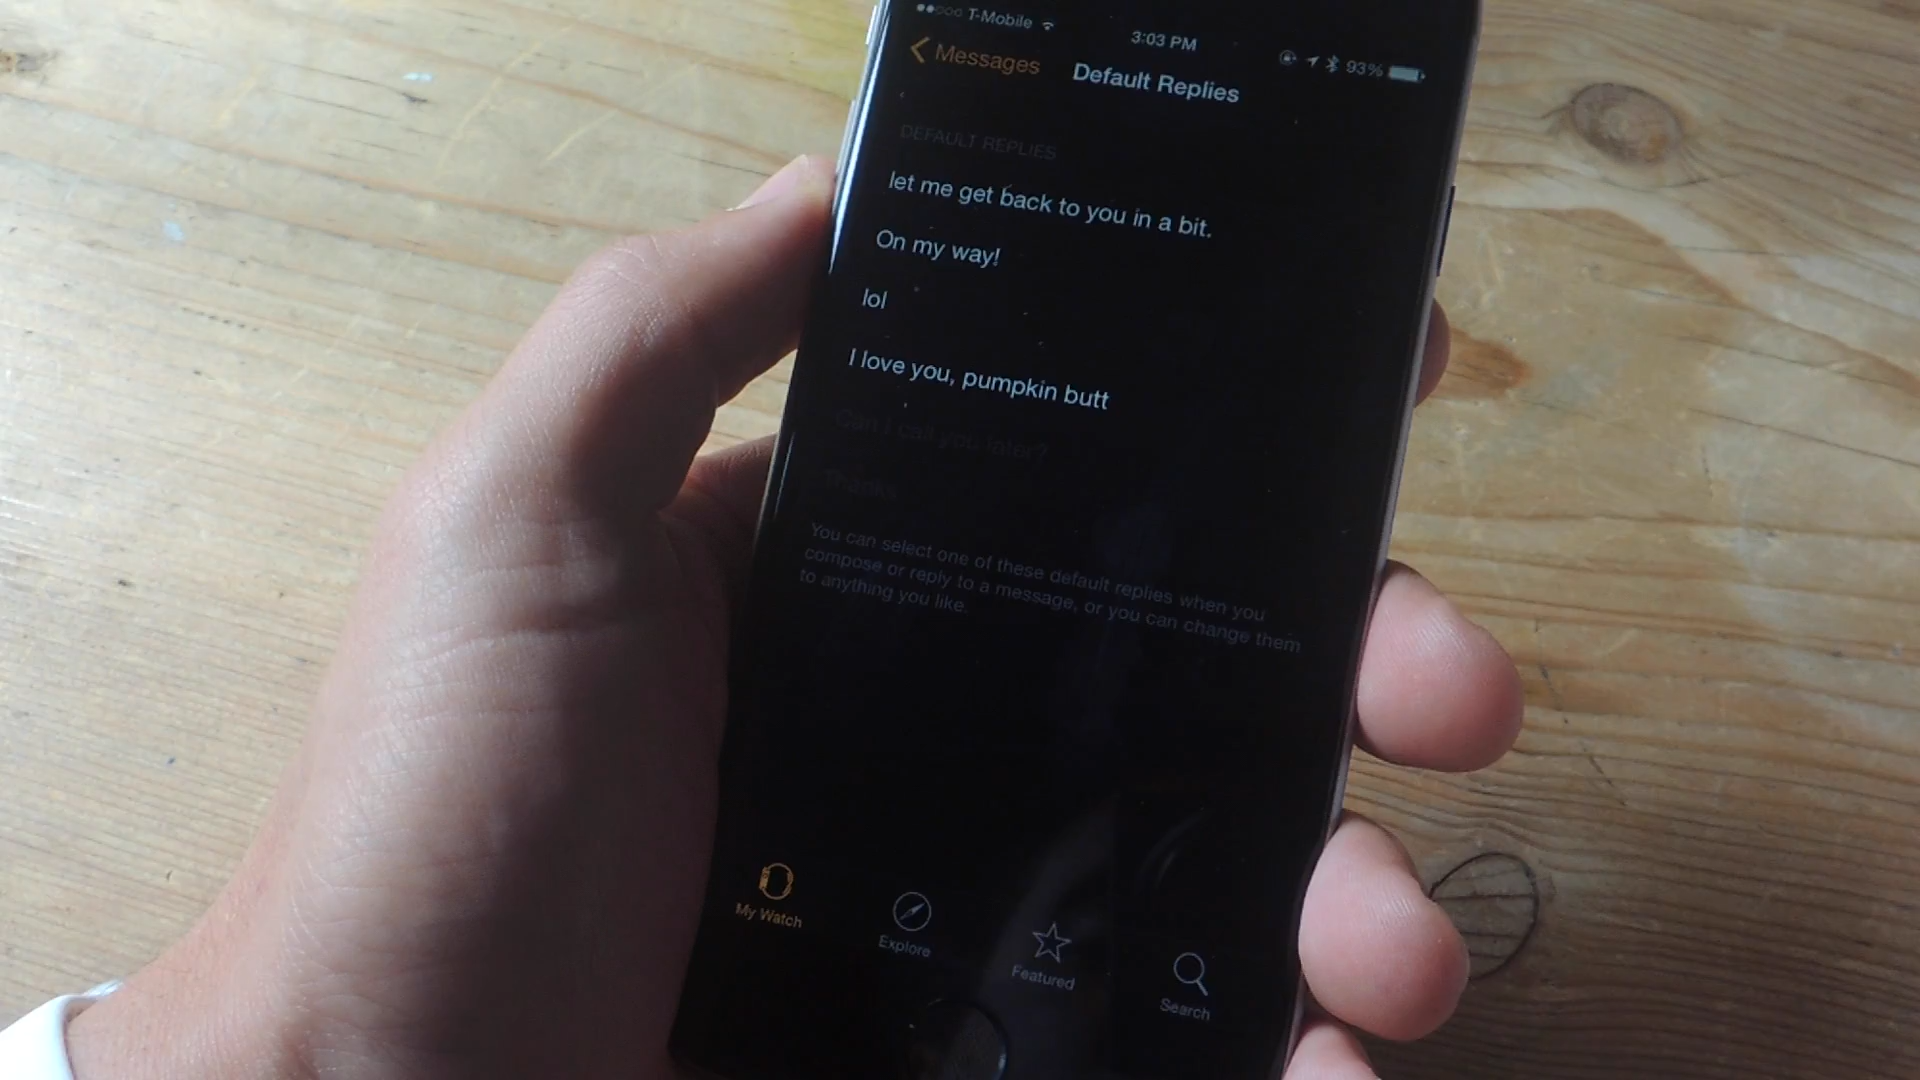 T-Mobile
3:03 PM
93%
Messages
Default Replies
DEFAULT REPLIES
let me get back to you in a bit.
On my way!
lol
I love you, pumpkin butt
Can I call you later?
Thanks
You can select one of these default replies when you
compose or reply to a message, or you can change them
to anything you like.
My Watch
Explore
Featured
Search